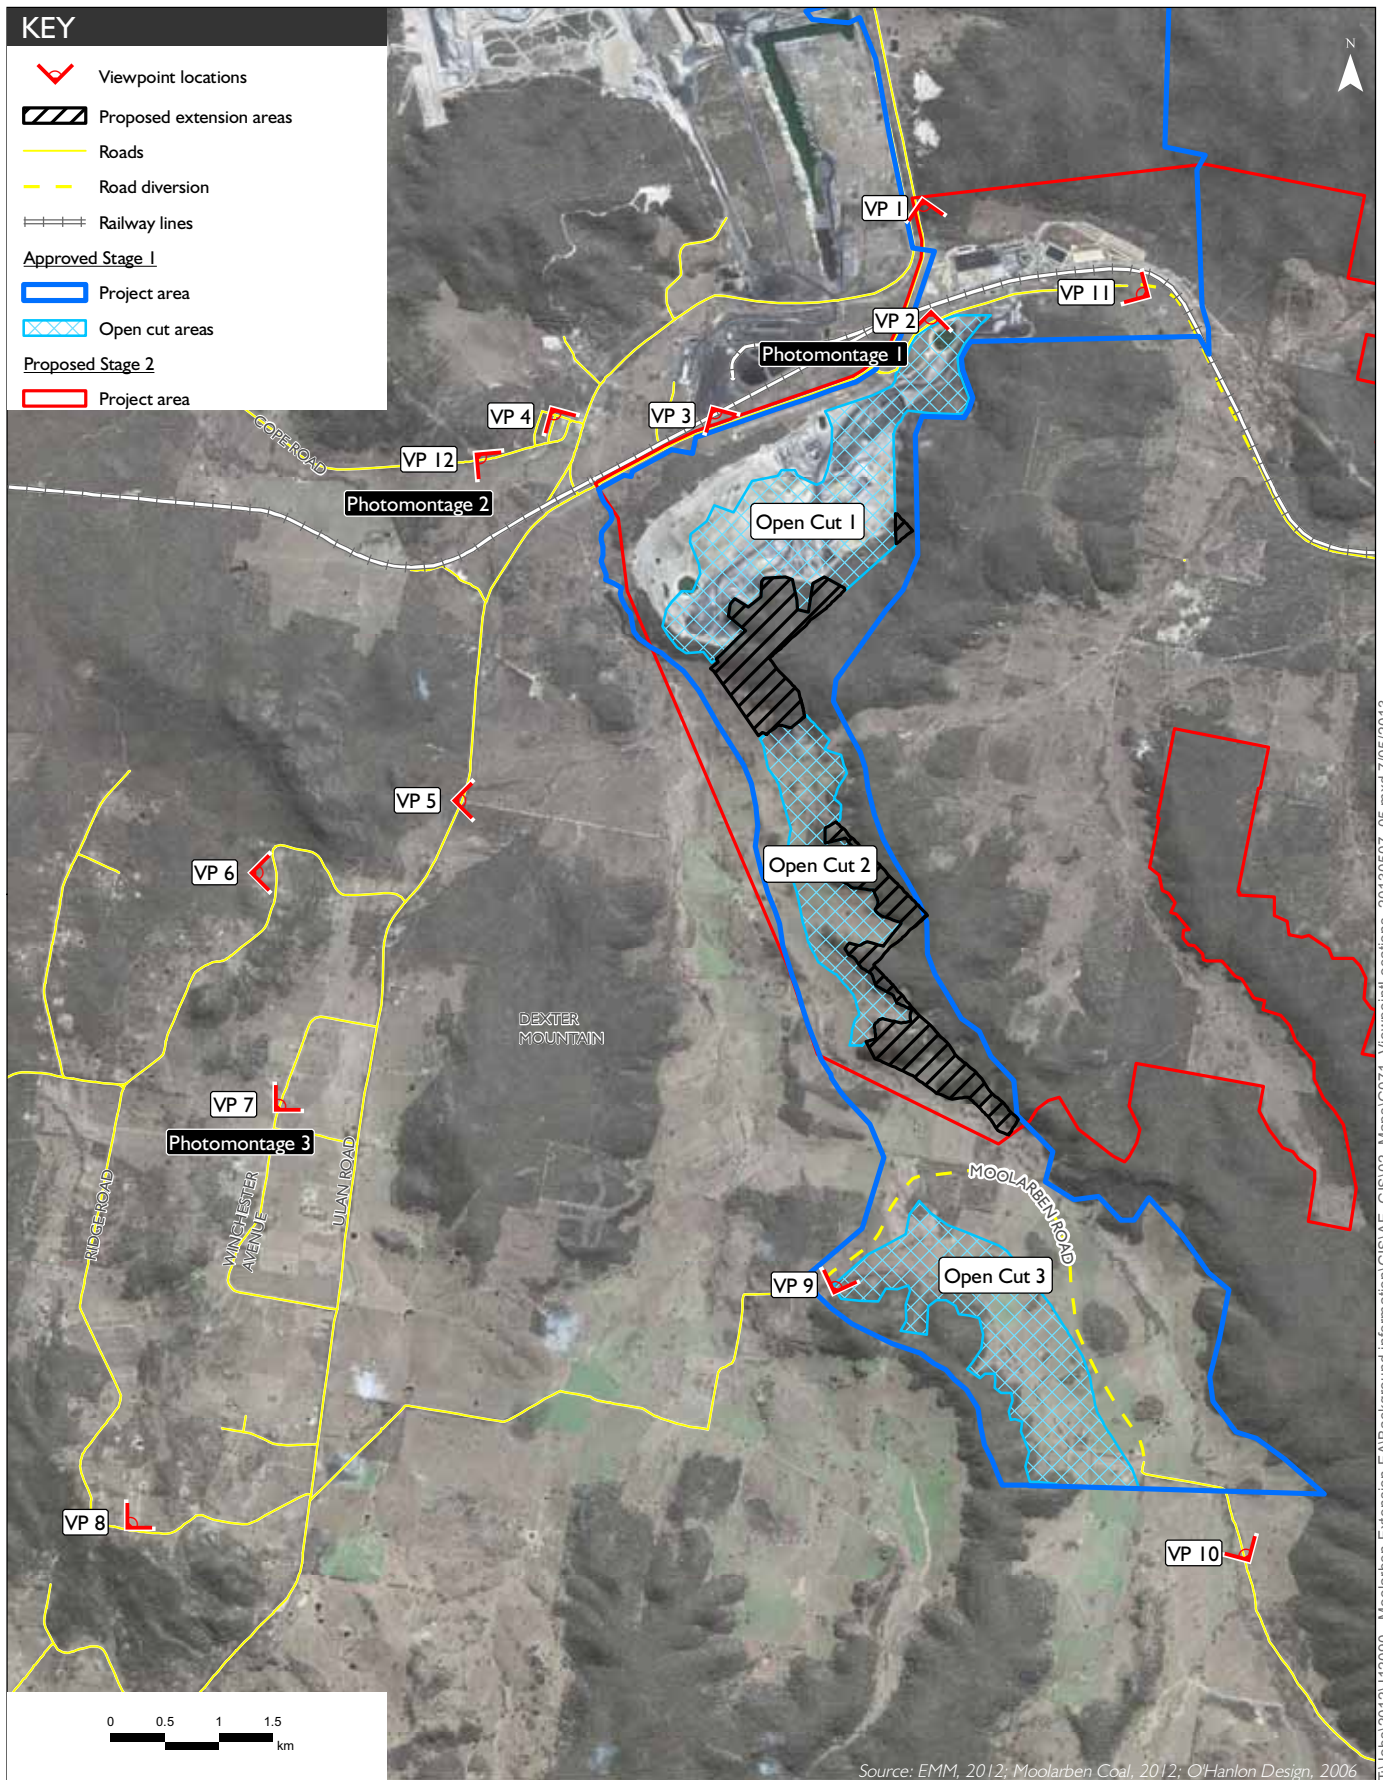 KEY
Viewpoint locations
Proposed extension areas
Roads
Road diversion
Railway lines
Approved Stage 1
Project area
Open cut areas
Proposed Stage 2
Project area
N
VP 1
VP 11
VP 2
Photomontage 1
VP 4
VP 3
COPE ROAD
VP 12
Photomontage 2
Open Cut 1
VP 5
Open Cut 2
VP 6
DEXTER
MOUNTAIN
VP 7
Photomontage 3
RIDGE ROAD
WINCHESTER
AVENUE
ULAN ROAD
MOOLARBEN ROAD
VP 9
Open Cut 3
VP 8
VP 10
0 0.5 1 1.5
km
Source: EMM, 2012; Moolarben Coal, 2012; O'Hanlon Design, 2006